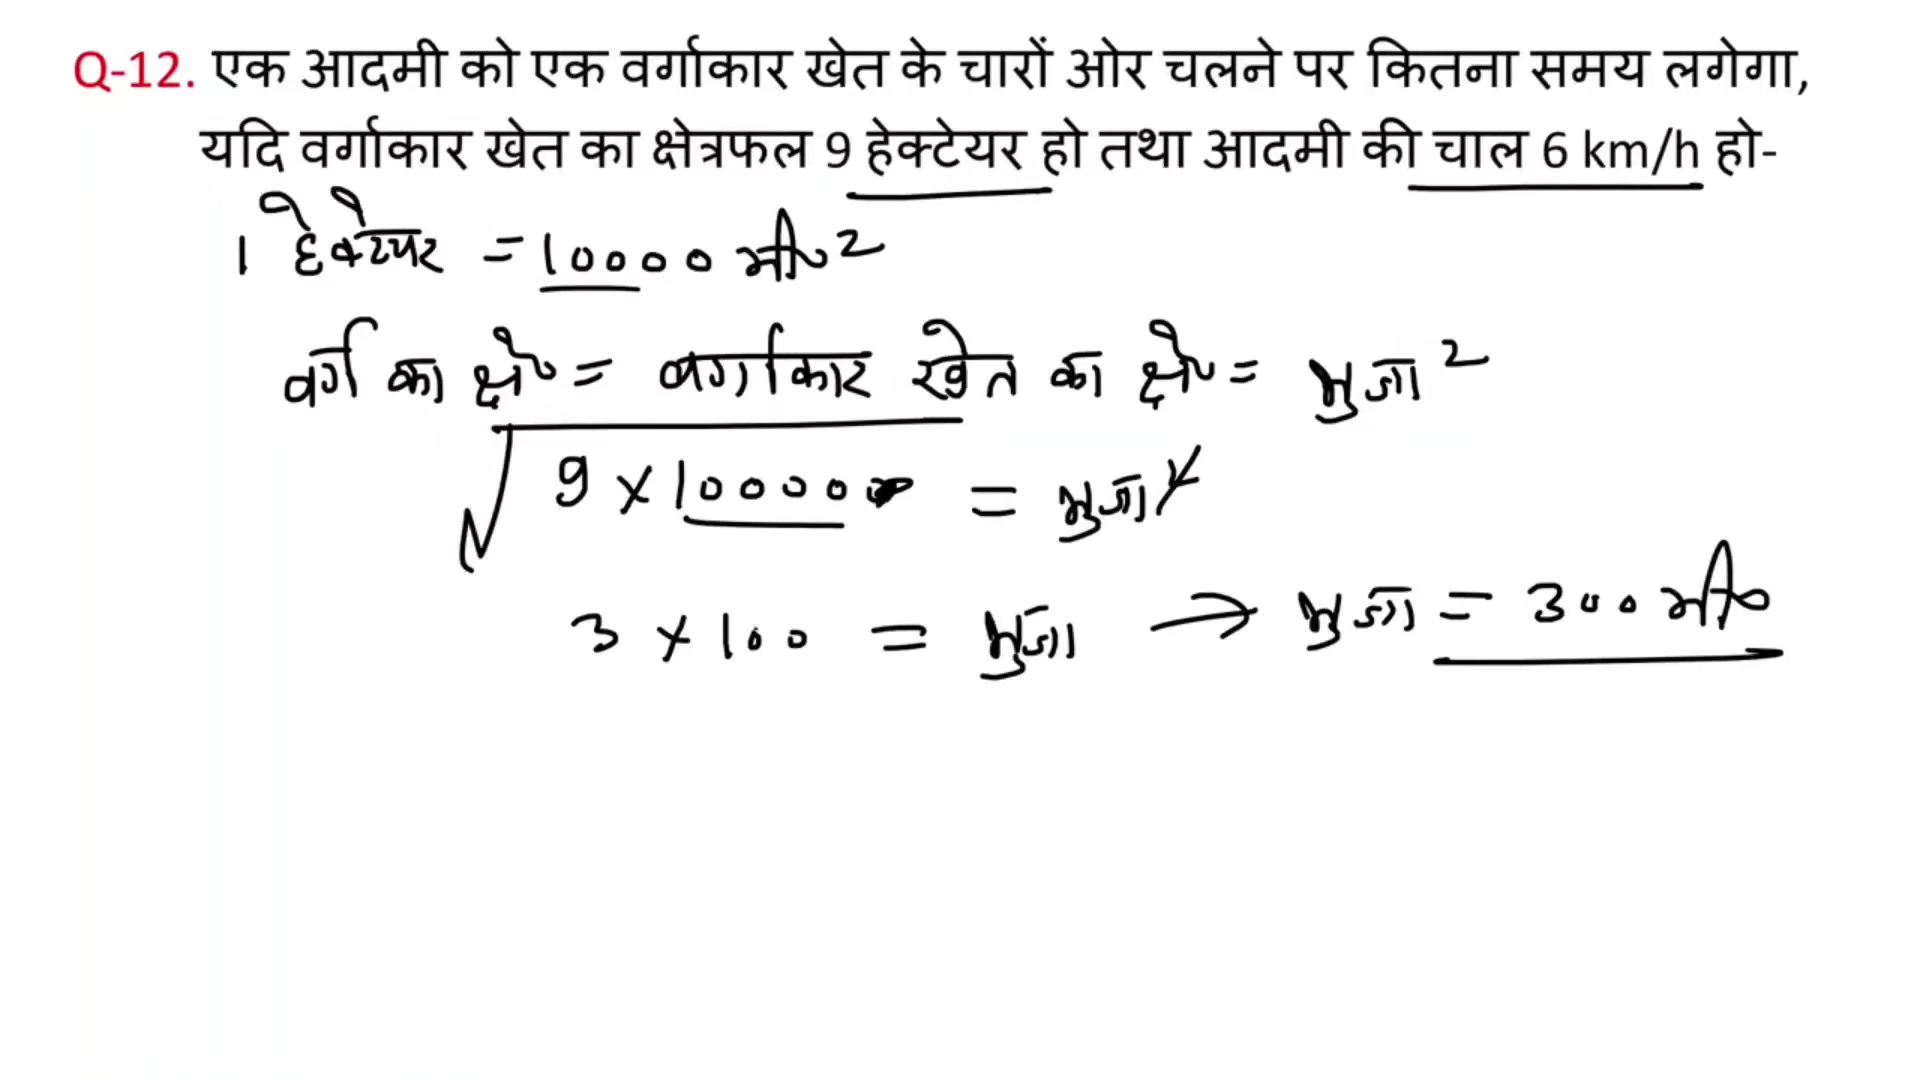 Q-12. एक आदमी को एक वर्गाकार खेत के चारों ओर चलने पर कितना समय लगेगा,
यदि वर्गाकार खेत का क्षेत्रफल 9 हेक्टेयर हो तथा आदमी की चाल 6 km/h हो-
1 हेक्टेयर = 10000 मी०²
वर्ग का क्षे० = वर्गाकार खेत का क्षे० = भुजा²
√9 × 10000 = भुजा²
3 × 100 = भुजा → भुजा = 300 मी०